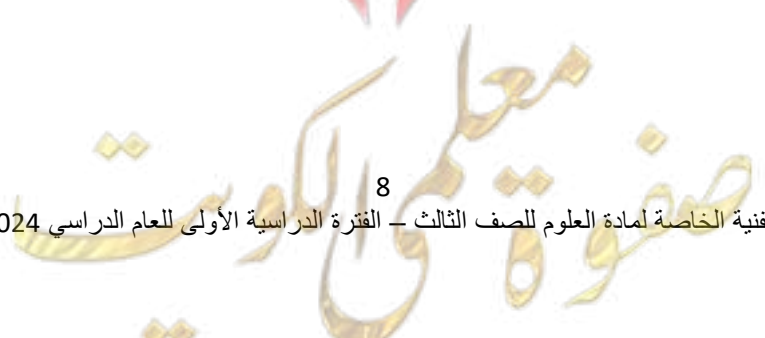 8
فنية الخاصة لمادة العلوم للصف الثالث – الفترة الدراسية الأولى للعام الدراسي 024
صفوة معلمي الكويت